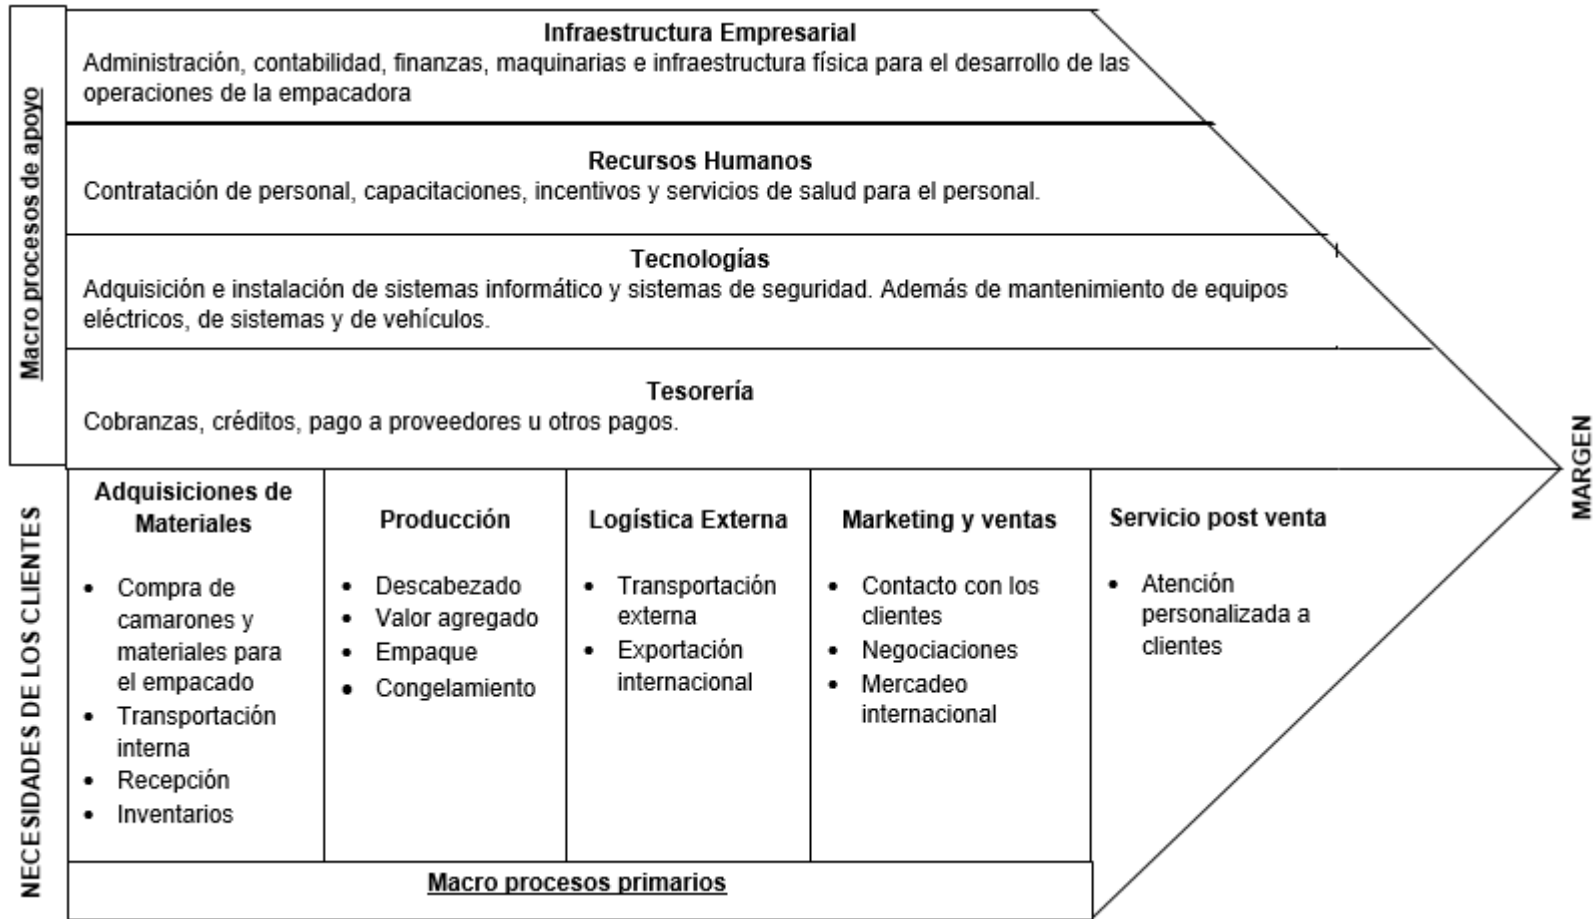 Infraestructura Empresarial
Administración, contabilidad, finanzas, maquinarias e infraestructura física para el desarrollo de las
operaciones de la empacadora
Recursos Humanos
Contratación de personal, capacitaciones, incentivos y servicios de salud para el personal.
Tecnologías
Adquisición e instalación de sistemas informático y sistemas de seguridad. Además de mantenimiento de equipos
eléctricos, de sistemas y de vehículos.
Tesorería
Cobranzas, créditos, pago a proveedores u otros pagos.
Macro procesos de apoyo
NECESIDADES DE LOS CLIENTES
Adquisiciones de
Materiales
• Compra de
camarones y
materiales para
el empacado
• Transportación
interna
• Recepción
• Inventarios
Producción
• Descabezado
• Valor agregado
• Empaque
• Congelamiento
Logística Externa
• Transportación
externa
• Exportación
internacional
Marketing y ventas
• Contacto con los
clientes
• Negociaciones
• Mercadeo
internacional
Servicio post venta
• Atención
personalizada a
clientes
Macro procesos primarios
MARGEN